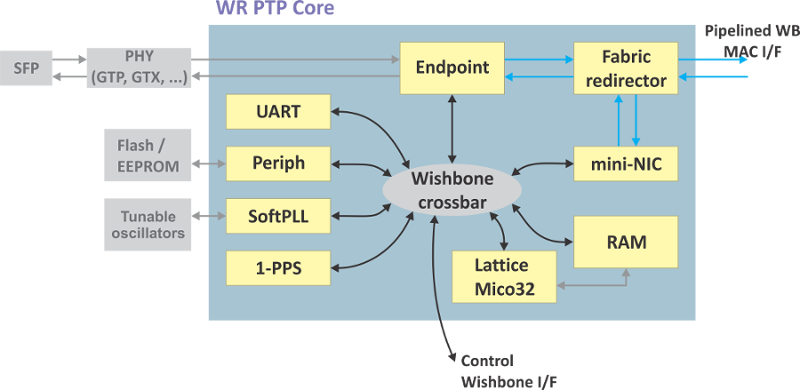 WR PTP Core
Pipelined WB
MAC I/F
SFP
PHY
(GTP, GTX, ...)
Endpoint
Fabric
redirector
UART
Flash /
EEPROM
Periph
mini-NIC
Wishbone
crossbar
Tunable
oscillators
SoftPLL
RAM
1-PPS
Lattice
Mico32
Control
Wishbone I/F